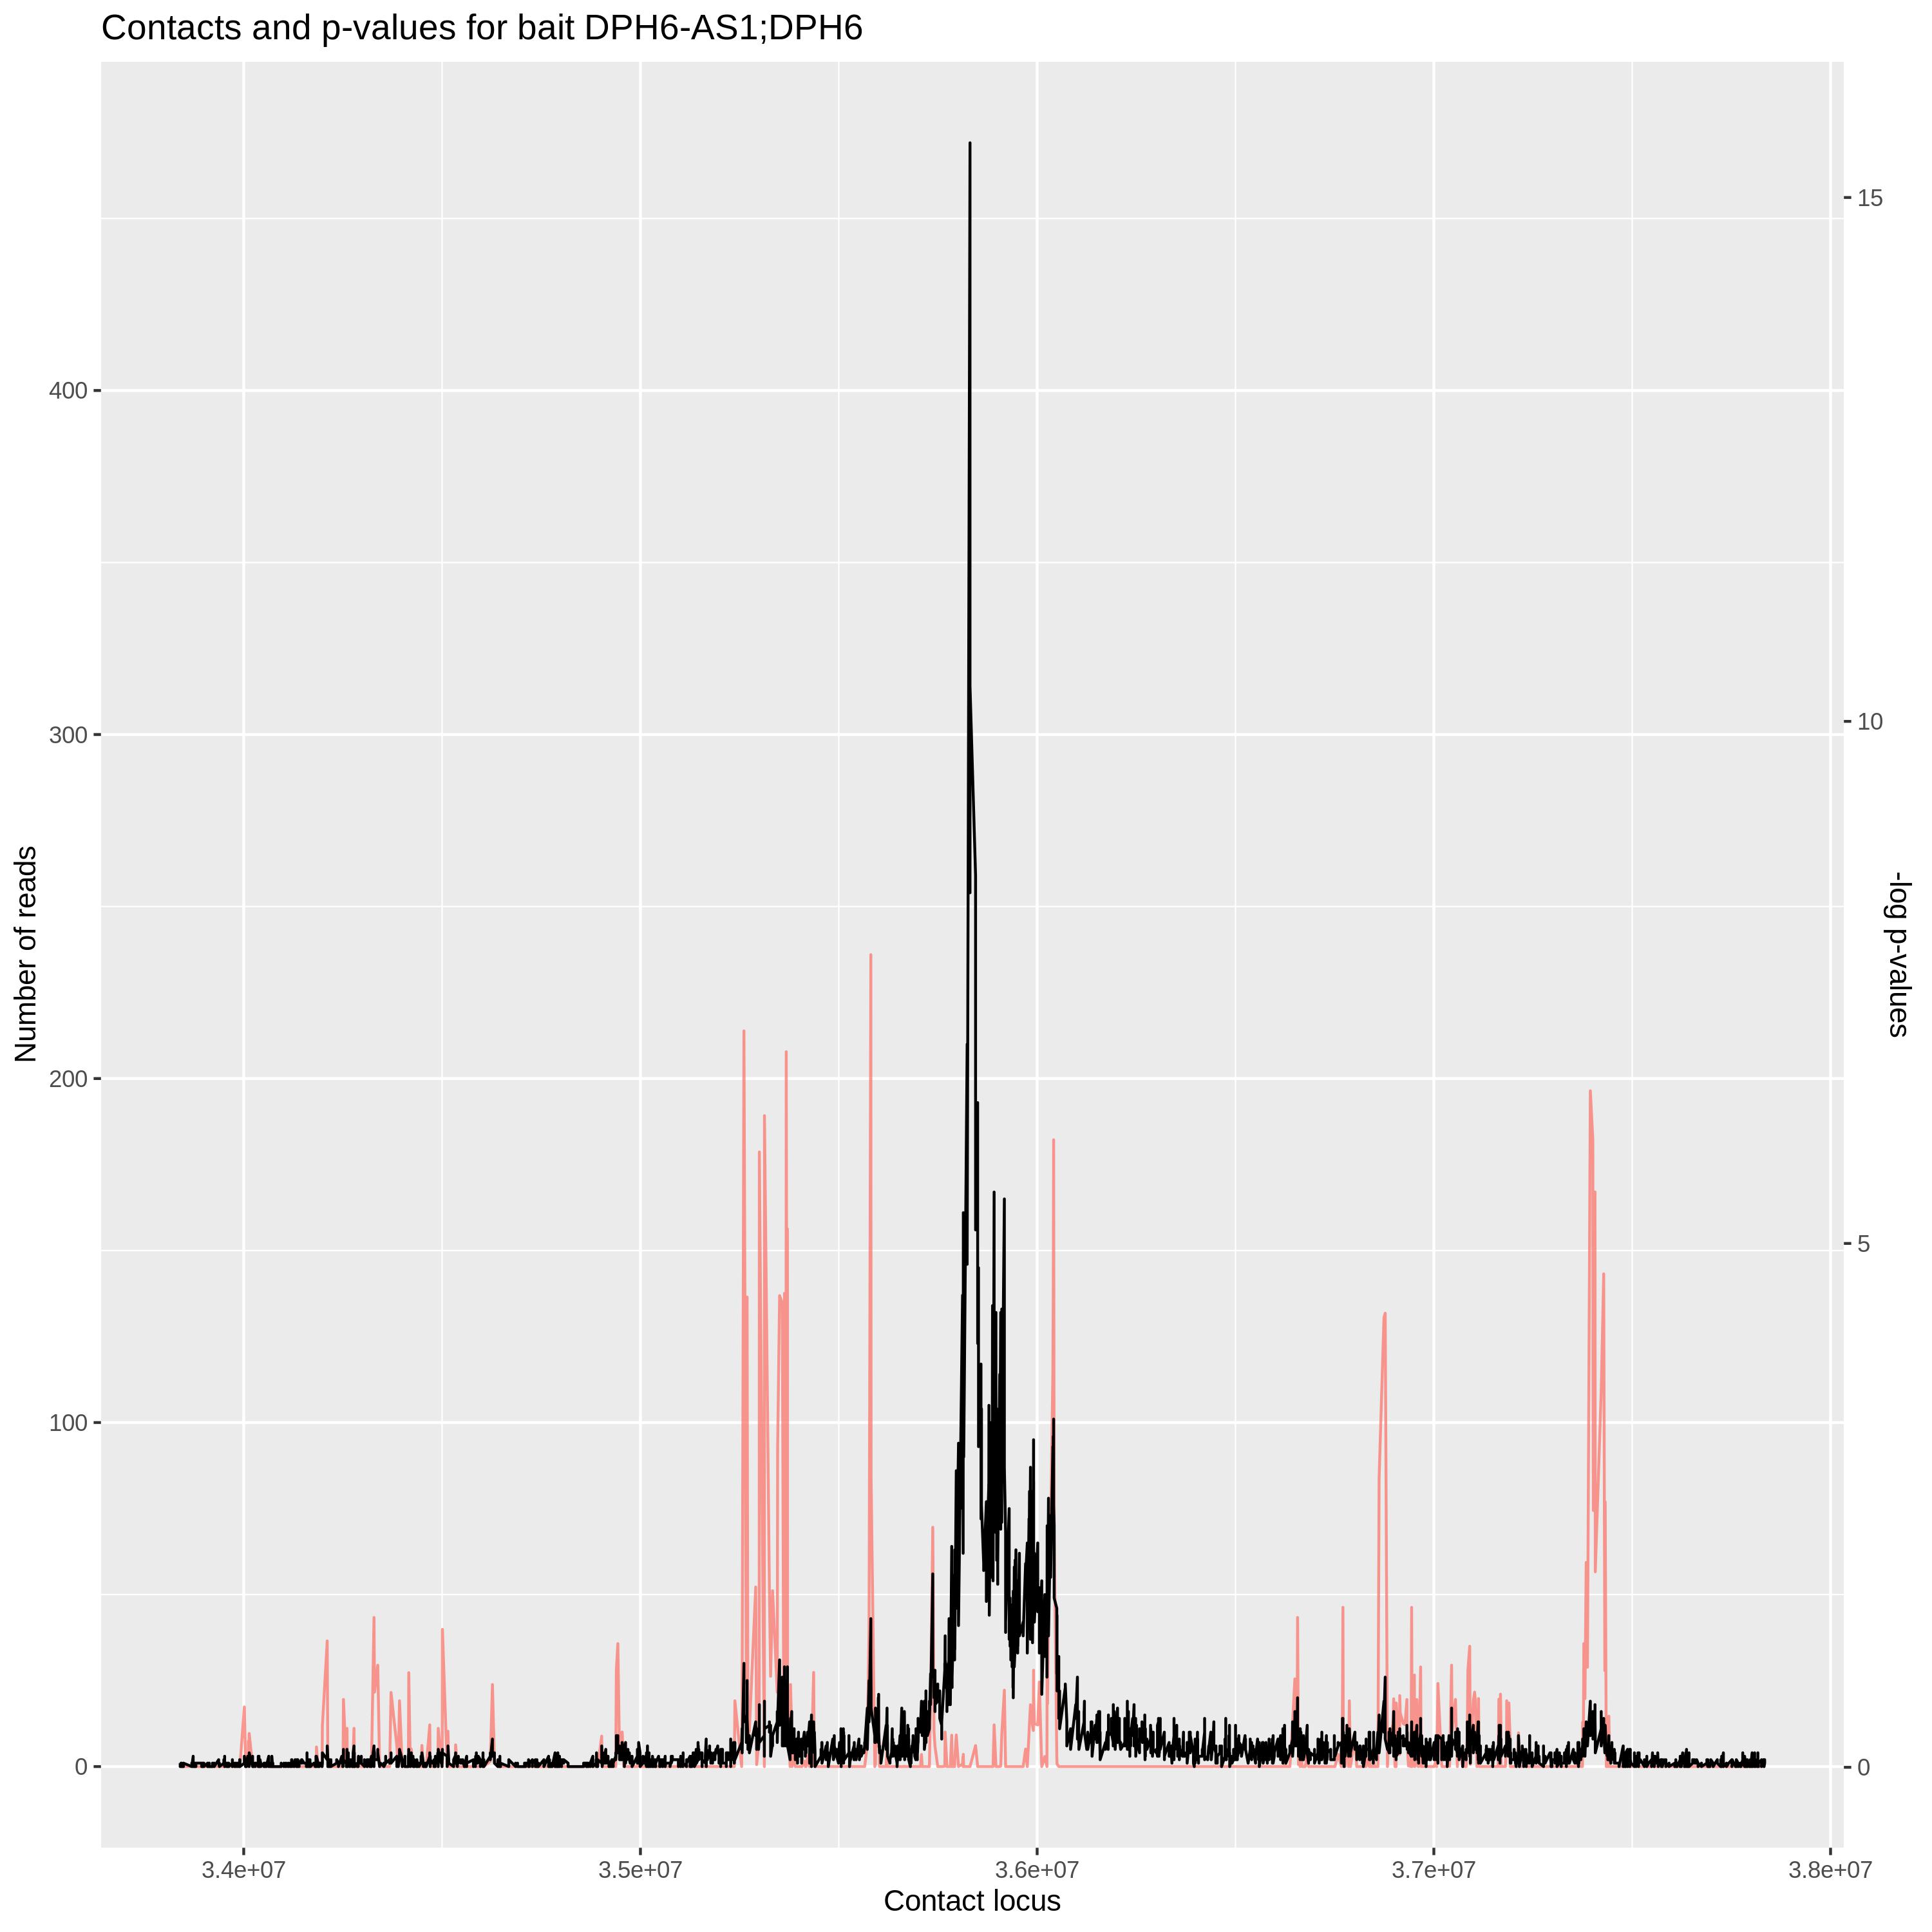 Contacts and p-values for bait DPH6-AS1;DPH6
15
400
300
10
Number of reads
-log p-values
200
5
100
0
0
3.4e+07 3.5e+07 3.6e+07 3.7e+07 3.8e+07
Contact locus